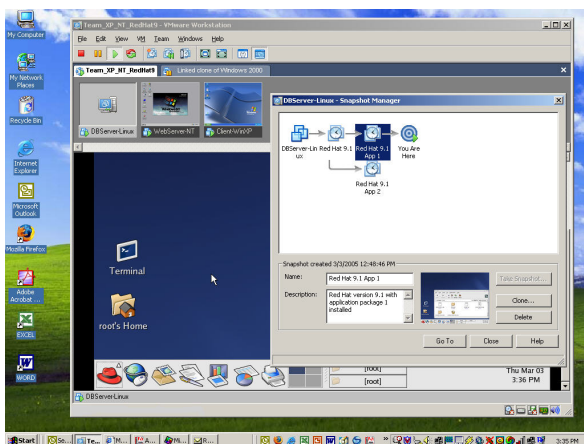 My Computer
My Network
Places
Recycle Bin
Internet
Explorer
Microsoft
Outlook
Mozilla Firefox
Adobe
Acrobat ...
EXCEL
WORD
Team_XP_NT_RedHat9 - VMware Workstation
File Edit View VM Team Windows Help
Team_XP_NT_RedHat9 Linked clone of Windows 2000
DBServer-Linux WebServer-NT Client-WinXP
Terminal
root's Home
DBServer-Linux - Snapshot Manager
DBServer-Lin
ux
Red Hat 9.1
Red Hat 9.1
App 1
You Are
Here
Red Hat 9.1
App 2
Snapshot created 3/3/2005 12:48:46 PM
Name: Red Hat 9.1 App 1
Take Snapshot...
Description: Red Hat version 9.1 with
application package 1
installed
Clone...
Delete
Go To Close Help
[root]
[root]
Thu Mar 03
3:36 PM
DBServer-Linux
Start So... Te... M... A... Mi... R... 3:35 PM